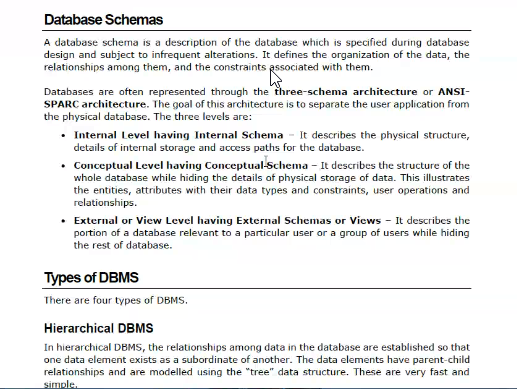 Database Schemas
A database schema is a description of the database which is specified during database
design and subject to infrequent alterations. It defines the organization of the data, the
relationships among them, and the constraints associated with them.
Databases are often represented through the three-schema architecture or ANSI-
SPARC architecture. The goal of this architecture is to separate the user application from
the physical database. The three levels are:
• Internal Level having Internal Schema – It describes the physical structure,
details of internal storage and access paths for the database.
• Conceptual Level having Conceptual Schema – It describes the structure of the
whole database while hiding the details of physical storage of data. This illustrates
the entities, attributes with their data types and constraints, user operations and
relationships.
• External or View Level having External Schemas or Views – It describes the
portion of a database relevant to a particular user or a group of users while hiding
the rest of database.
Types of DBMS
There are four types of DBMS.
Hierarchical DBMS
In hierarchical DBMS, the relationships among data in the database are established so that
one data element exists as a subordinate of another. The data elements have parent-child
relationships and are modelled using the "tree" data structure. These are very fast and
simple.